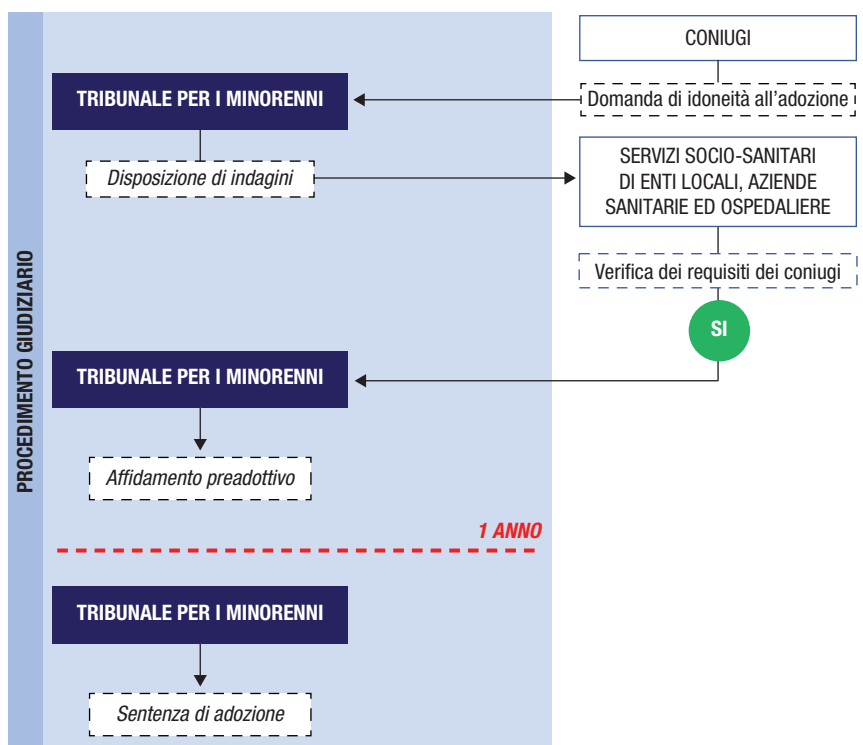 PROCEDIMENTO GIUDIZIARIO
CONIUGI
Domanda di idoneità all'adozione
TRIBUNALE PER I MINORENNI
Disposizione di indagini
SERVIZI SOCIO-SANITARI
DI ENTI LOCALI, AZIENDE
SANITARIE ED OSPEDALIERE
Verifica dei requisiti dei coniugi
SI
TRIBUNALE PER I MINORENNI
Affidamento preadottivo
1 ANNO
TRIBUNALE PER I MINORENNI
Sentenza di adozione